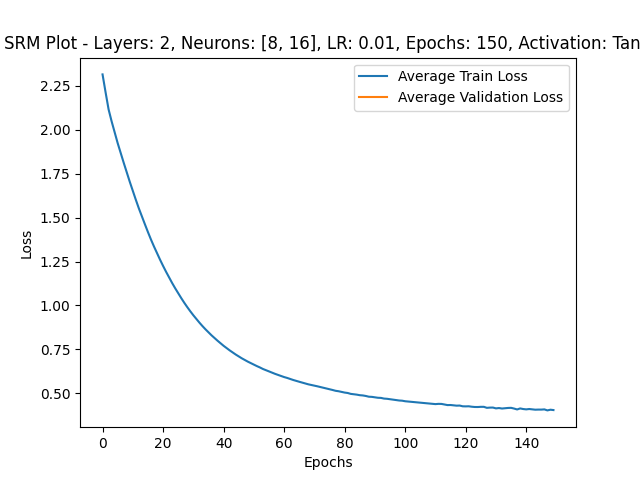 SRM Plot - Layers: 2, Neurons: [8, 16], LR: 0.01, Epochs: 150, Activation: Tan
Average Train Loss
Average Validation Loss
2.25
2.00
1.75
1.50
1.25
1.00
0.75
0.50
Loss
0 20 40 60 80 100 120 140
Epochs